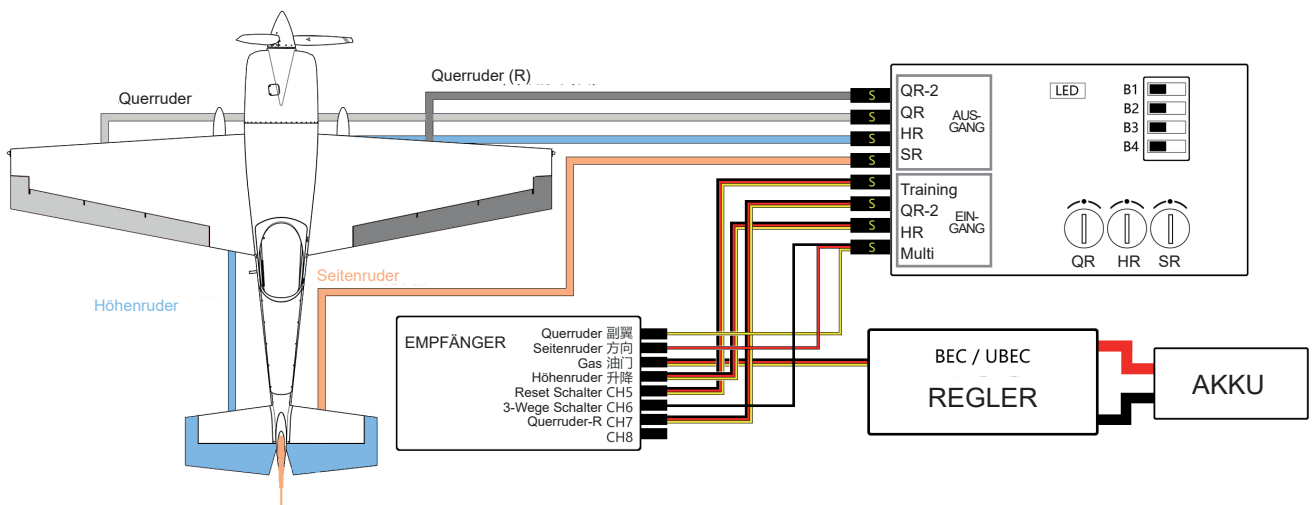 Querruder (R)
Querruder
Höhenruder
Seitenruder
S
S
S
S
S
S
S
S
QR-2
QR
HR
SR
AUS-
GANG
Training
QR-2
HR
Multi
EIN-
GANG
LED
B1
B2
B3
B4
QR HR SR
EMPFÄNGER
Querruder 副翼
Seitenruder 方向
Gas 油门
Höhenruder 升降
Reset Schalter CH5
3-Wege Schalter CH6
Querruder-R CH7
CH8
BEC / UBEC
REGLER
AKKU